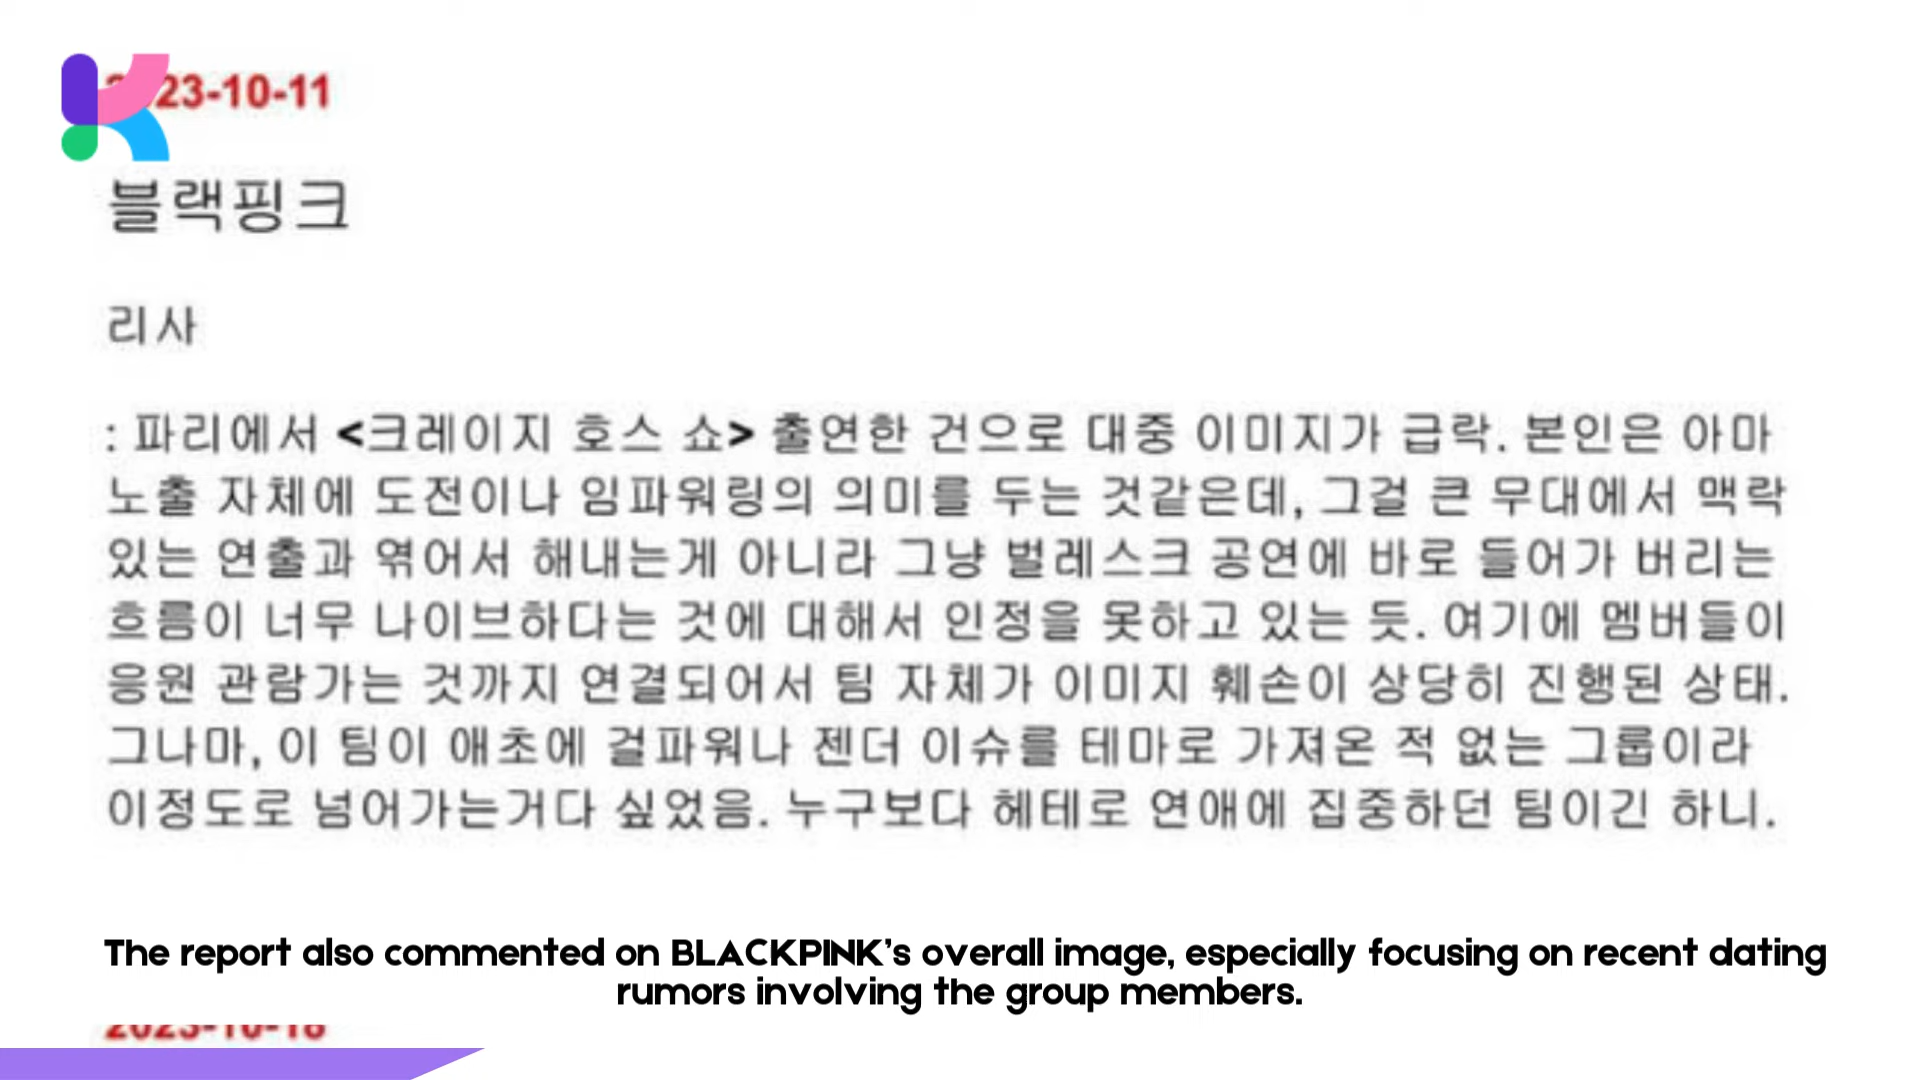 23-10-11
블랙핑크
리사
: 파리에서 <크레이지 호스 쇼> 출연한 건으로 대중 이미지가 급락. 본인은 아마
노출 자체에 도전이나 임파워링의 의미를 두는 것같은데, 그걸 큰 무대에서 맥락
있는 연출과 엮어서 해내는게 아니라 그냥 벌레스크 공연에 바로 들어가 버리는
흐름이 너무 나이브하다는 것에 대해서 인정을 못하고 있는 듯. 여기에 멤버들이
응원 관람가는 것까지 연결되어서 팀 자체가 이미지 훼손이 상당히 진행된 상태.
그나마, 이 팀이 애초에 걸파워나 젠더 이슈를 테마로 가져온 적 없는 그룹이라
이정도로 넘어가는거다 싶었음. 누구보다 헤테로 연애에 집중하던 팀이긴 하니.
The report also commented on BLACKPINK's overall image, especially focusing on recent dating
rumors involving the group members.
2023-10-18